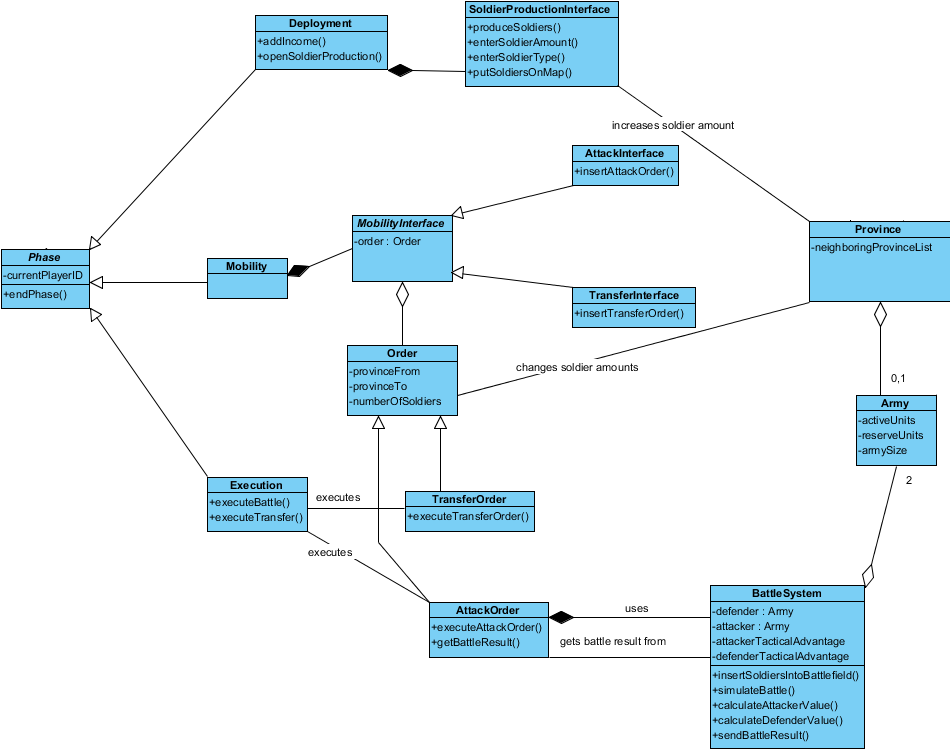 Deployment
+addIncome()
+openSoldierProduction()
SoldierProductionInterface
+produceSoldiers()
+enterSoldierAmount()
+enterSoldierType()
+putSoldiersOnMap()
increases soldier amount
AttackInterface
+insertAttackOrder()
MobilityInterface
-order : Order
Province
-neighboringProvinceList
Phase
-currentPlayerID
+endPhase()
Mobility
TransferInterface
+insertTransferOrder()
Order
-provinceFrom
-provinceTo
-numberOfSoldiers
changes soldier amounts
0,1
Army
-activeUnits
-reserveUnits
-armySize
2
Execution
+executeBattle()
+executeTransfer()
executes
TransferOrder
+executeTransferOrder()
executes
AttackOrder
+executeAttackOrder()
+getBattleResult()
uses
gets battle result from
BattleSystem
-defender : Army
-attacker : Army
-attackerTacticalAdvantage
-defenderTacticalAdvantage
+insertSoldiersIntoBattlefield()
+simulateBattle()
+calculateAttackerValue()
+calculateDefenderValue()
+sendBattleResult()